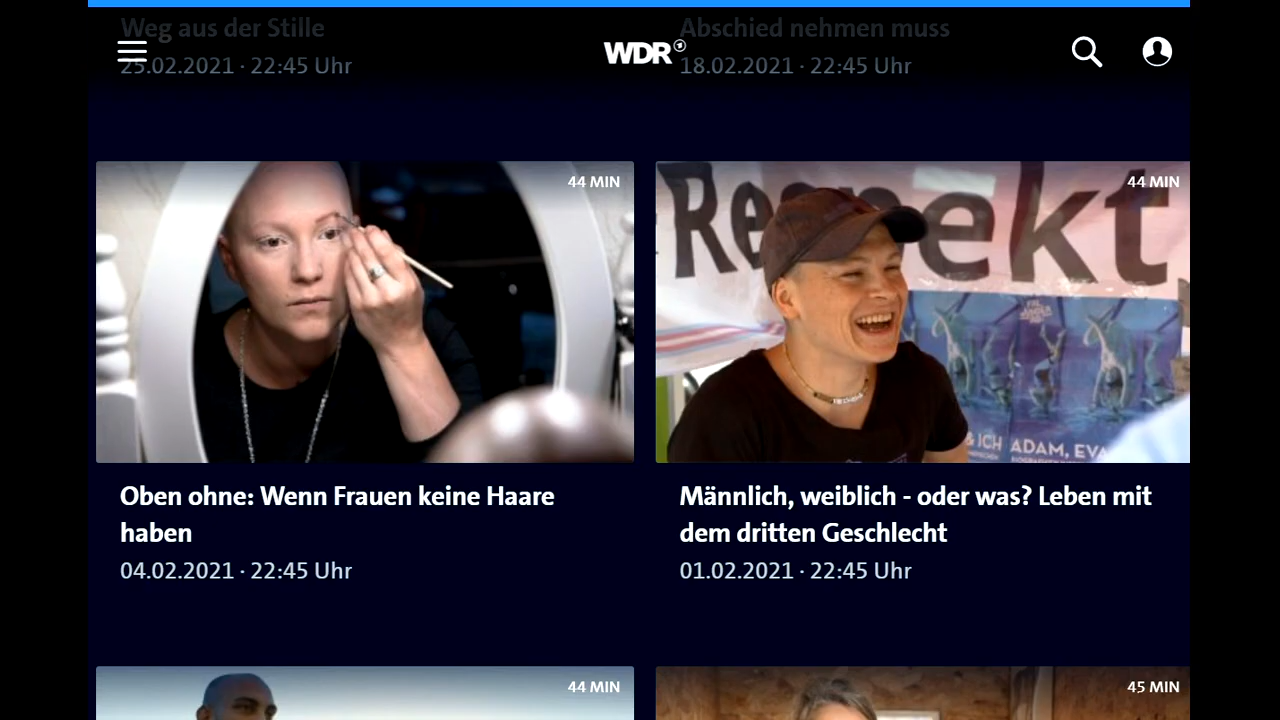 Weg aus der Stille
25.02.2021 · 22:45 Uhr
Abschied nehmen muss
18.02.2021 · 22:45 Uhr
WDR
44 MIN
44 MIN
Respekt
& ICH ADAM, EVA
Oben ohne: Wenn Frauen keine Haare
haben
04.02.2021 · 22:45 Uhr
Männlich, weiblich - oder was? Leben mit
dem dritten Geschlecht
01.02.2021 · 22:45 Uhr
44 MIN
45 MIN